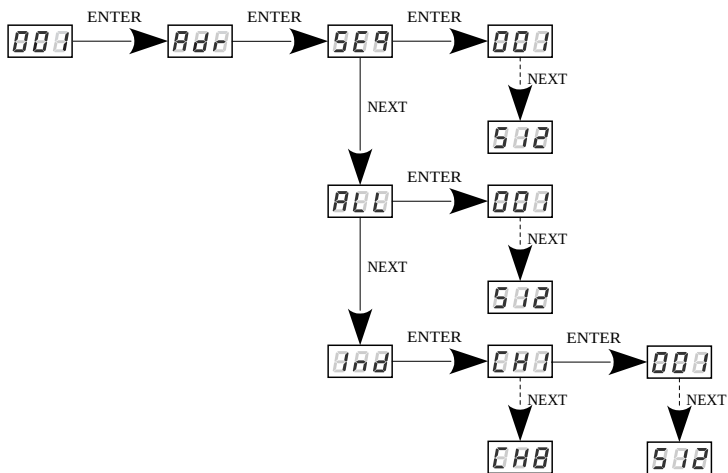 ENTER ENTER ENTER
001 Adr SEq 001
NEXT NEXT
512
ENTER
ALL 001
NEXT NEXT
512
ENTER ENTER
Ind CH1 001
NEXT NEXT
CH8 512